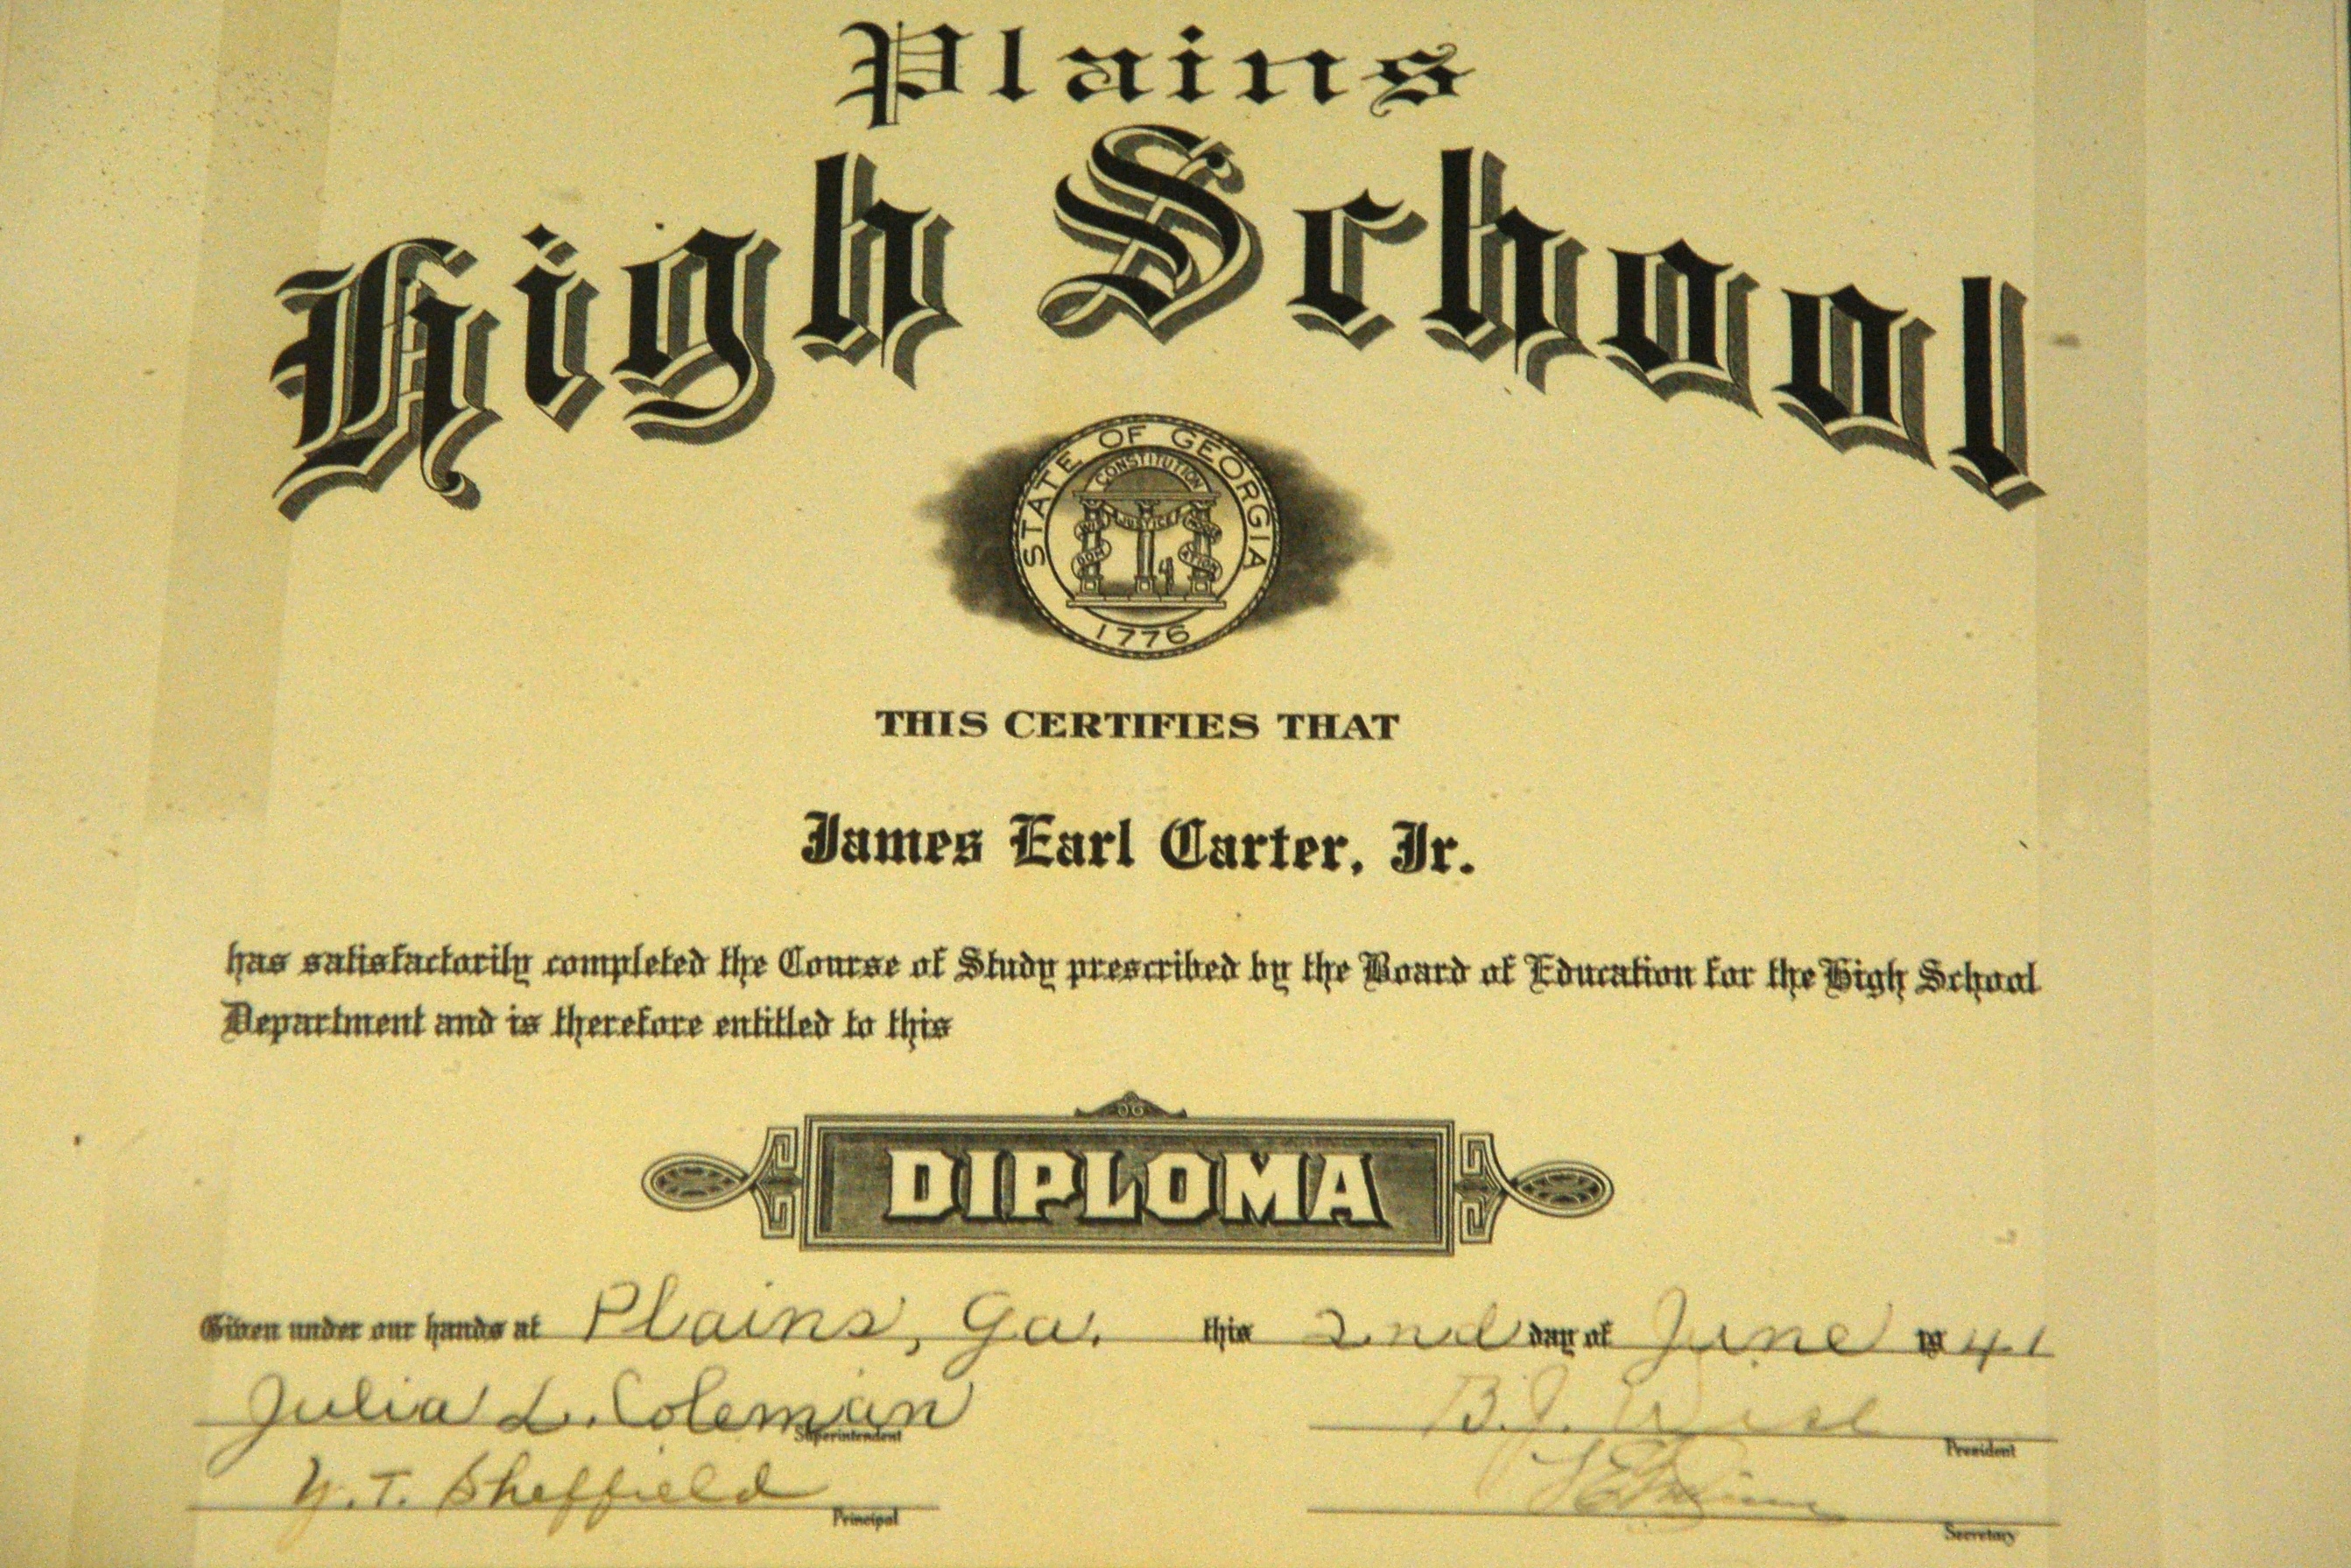 Plains
High School
STATE OF GEORGIA
CONSTITUTION
JUSTICE
1776
THIS CERTIFIES THAT
James Earl Carter, Jr.
has satisfactorily completed the Course of Study prescribed by the Board of Education for the High School
Department and is therefore entitled to this
DIPLOMA
Given under our hands at Plains, Ga. this 2nd day of June 1941
Julia L. Coleman B.J. Wise
Superintendent President
Y.T. Sheffield
Principal Secretary